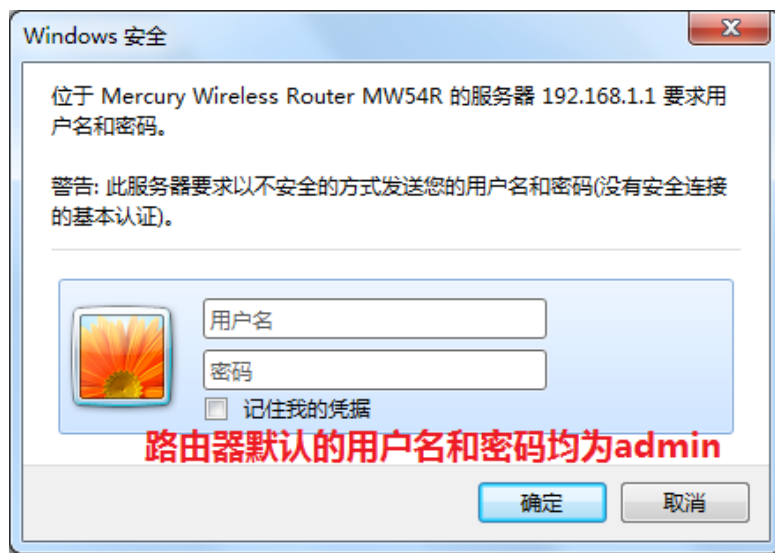 Windows 安全
位于 Mercury Wireless Router MW54R 的服务器 192.168.1.1 要求用
户名和密码。
警告: 此服务器要求以不安全的方式发送您的用户名和密码(没有安全连接
的基本认证)。
用户名
密码
记住我的凭据
路由器默认的用户名和密码均为admin
确定
取消